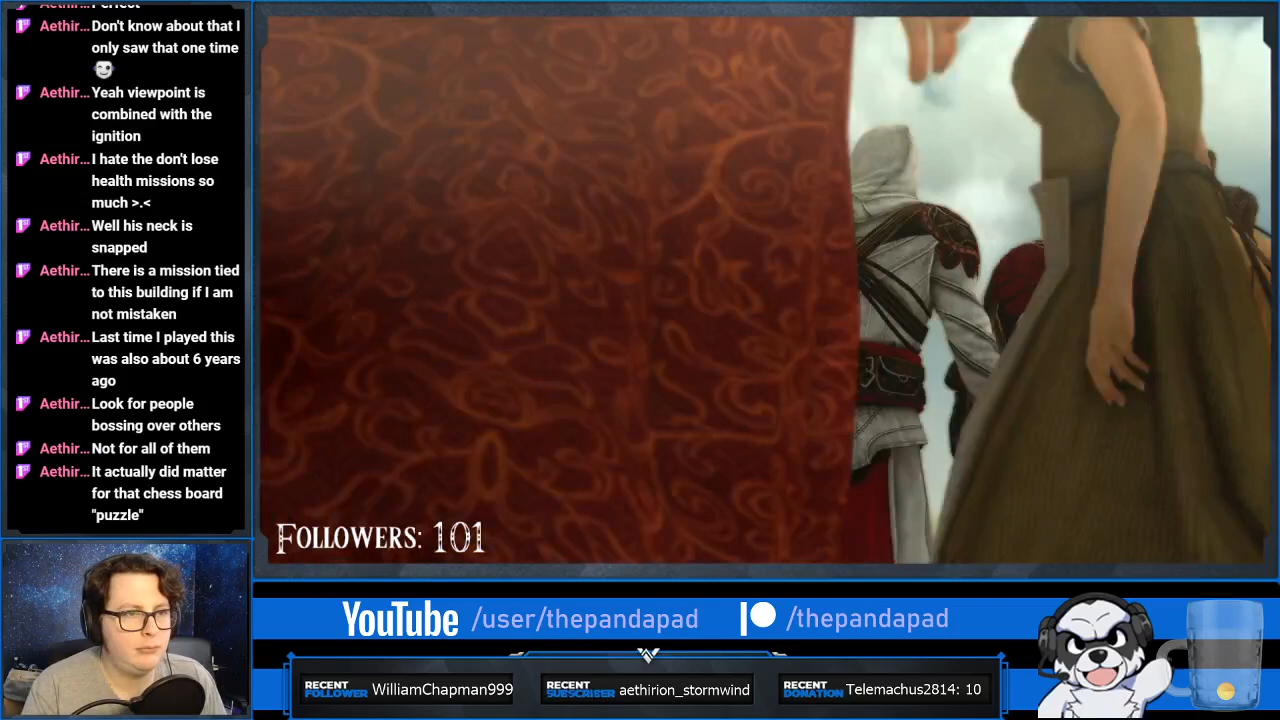 Perfect
Aethir... Don't know about that I
only saw that one time
Aethir... Yeah viewpoint is
combined with the
ignition
Aethir... I hate the don't lose
health missions so
much >.<
Aethir... Well his neck is
snapped
Aethir... There is a mission tied
to this building if I am
not mistaken
Aethir... Last time I played this
was also about 6 years
ago
Aethir... Look for people
bossing over others
Aethir... Not for all of them
Aethir... It actually did matter
for that chess board
"puzzle"
FOLLOWERS: 101
YouTube /user/thepandapad /thepandapad
RECENT FOLLOWER WilliamChapman999
RECENT SUBSCRIBER aethirion_stormwind
RECENT DONATION Telemachus2814: 10